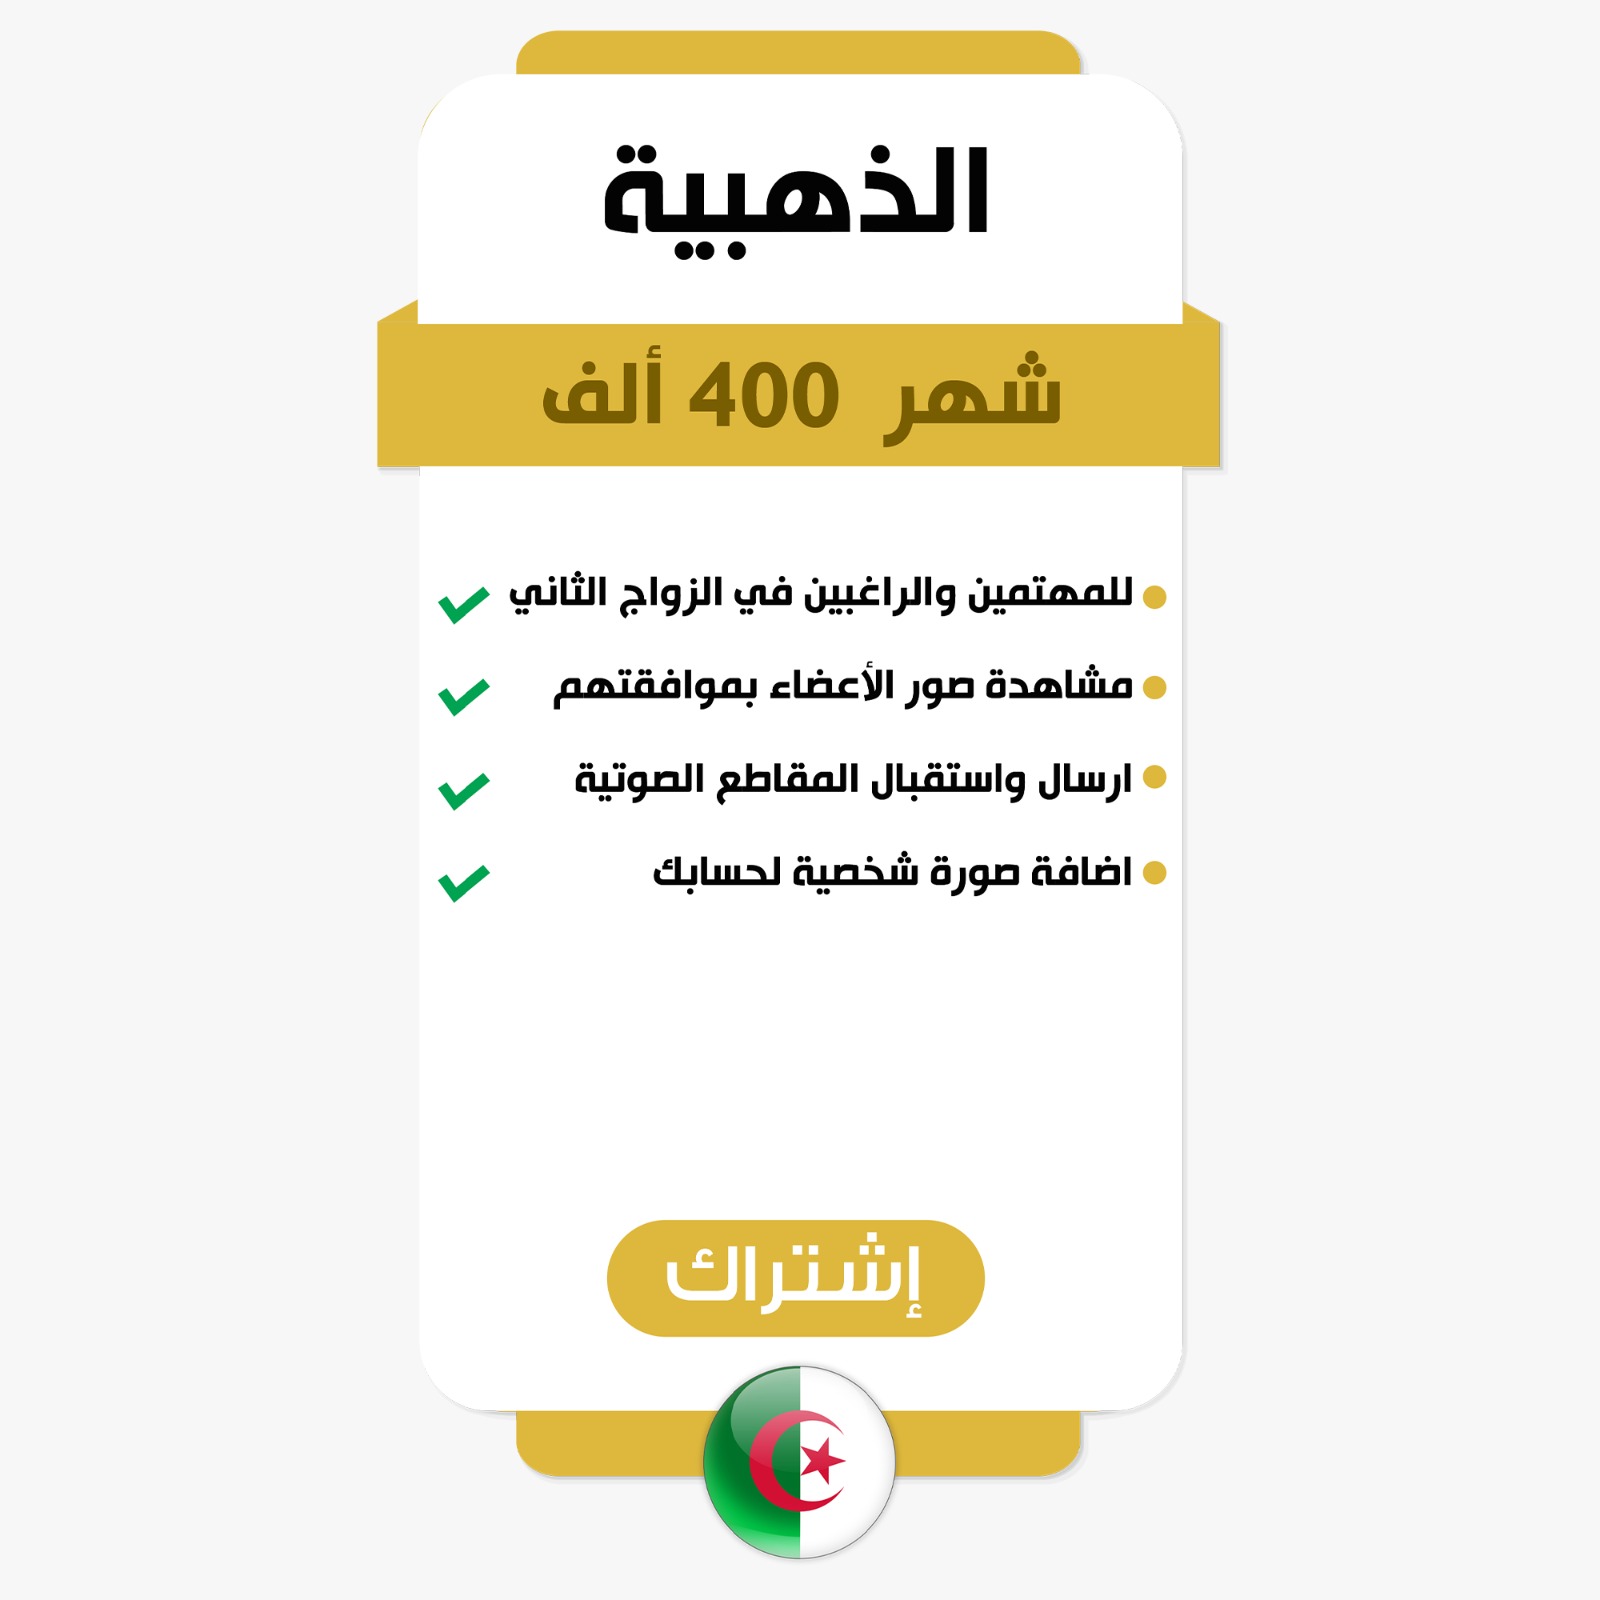 الذهبية
شهر 400 ألف
للمهتمين والراغبين في الزواج الثاني
مشاهدة صور الأعضاء بموافقتهم
ارسال واستقبال المقاطع الصوتية
اضافة صورة شخصية لحسابك
إشتراك